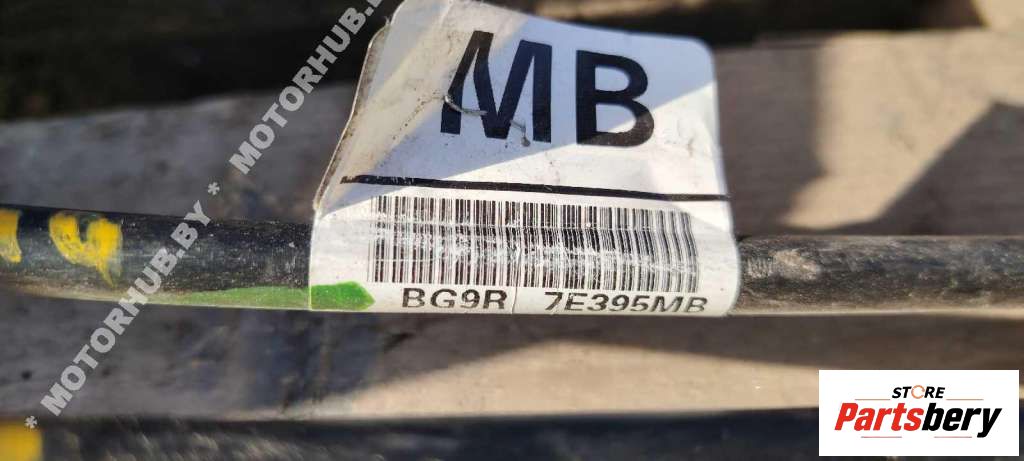 MB
BG9R 7E395MB
* MOTORHUB.BY * MOTORHUB.BY
STORE
Partsbery